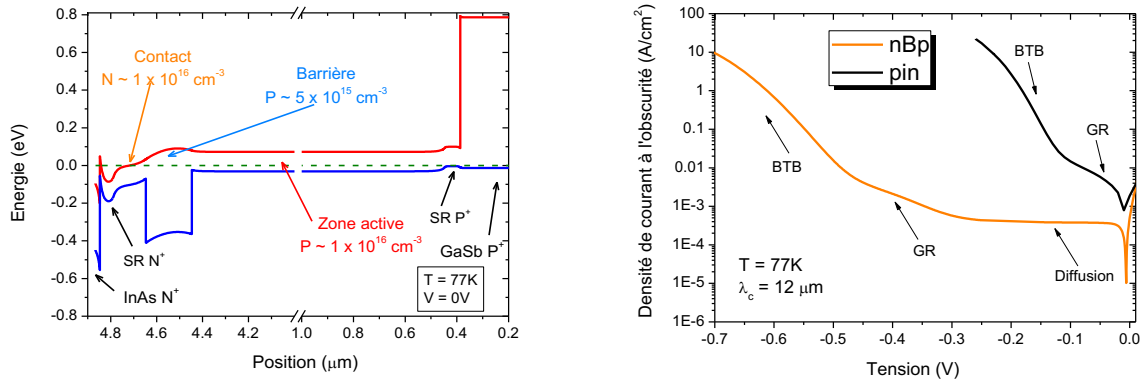 0.8
0.6
0.4
0.2
0.0
-0.2
-0.4
-0.6
-0.8
Energie (eV)
Contact
N ~ 1 x 10¹⁶ cm⁻³
Barrière
P ~ 5 x 10¹⁵ cm⁻³
Zone active
P ~ 1 x 10¹⁶ cm⁻³
SR P⁺
GaSb P⁺
SR N⁺
InAs N⁺
T = 77K
V = 0V
4.8 4.6 4.4 4.2 1.0 0.8 0.6 0.4 0.2
Position (μm)
100
10
1
0.1
0.01
1E-3
1E-4
1E-5
1E-6
Densité de courant à l'obscurité (A/cm²)
nBp
pin
BTB
GR
BTB
GR
Diffusion
T = 77K
λc = 12 μm
-0.7 -0.6 -0.5 -0.4 -0.3 -0.2 -0.1 0.0
Tension (V)